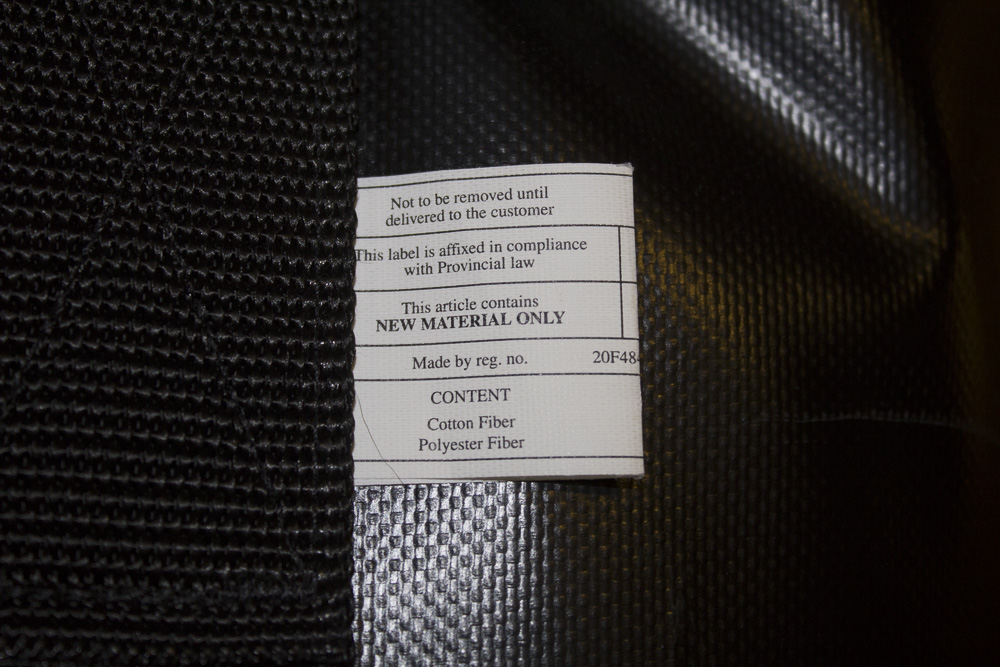 Not to be removed until
delivered to the customer
This label is affixed in compliance
with Provincial law
This article contains
NEW MATERIAL ONLY
Made by reg. no. 20F48-
CONTENT
Cotton Fiber
Polyester Fiber